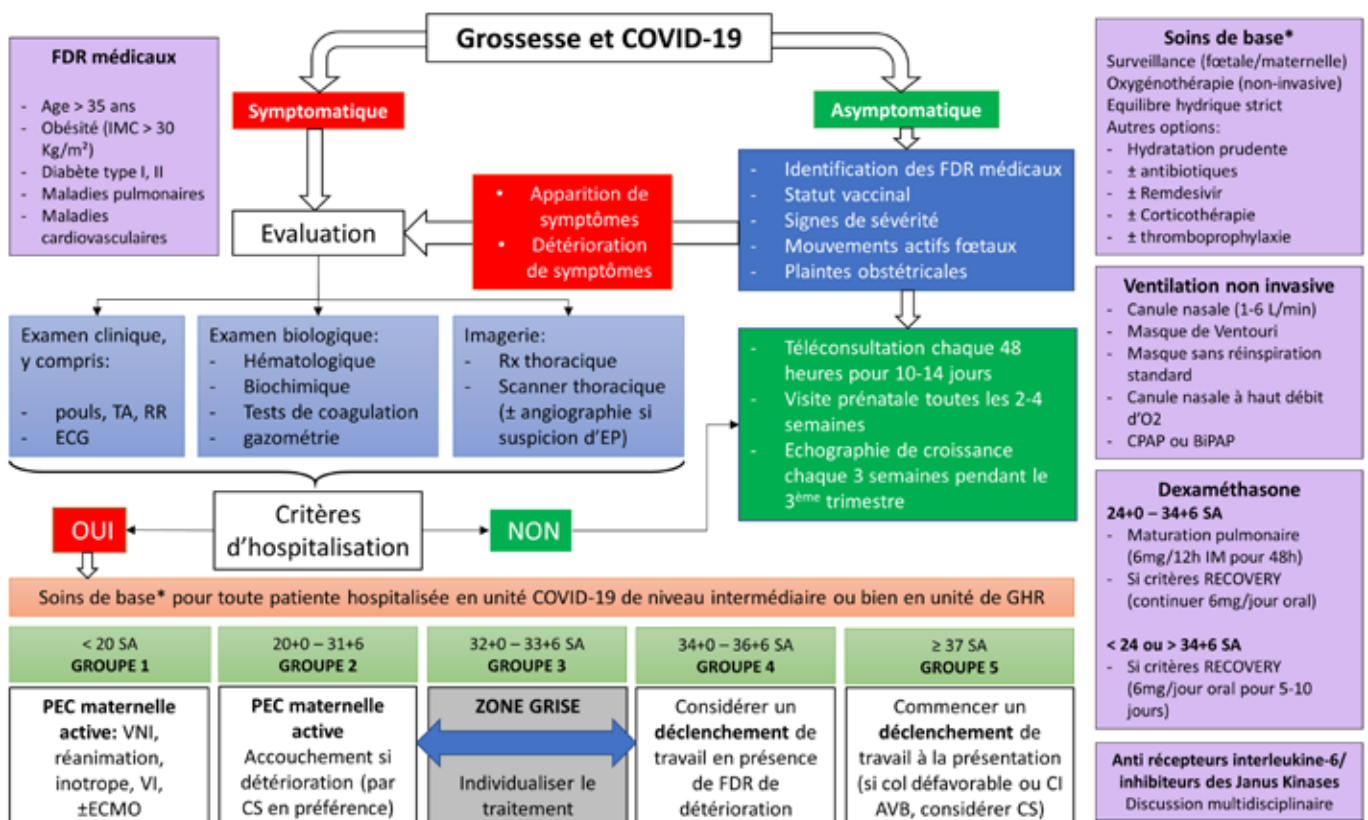 Grossesse et COVID-19
FDR médicaux
- Age > 35 ans
- Obésité (IMC > 30
Kg/m²)
- Diabète type I, II
- Maladies pulmonaires
- Maladies
cardiovasculaires
Symptomatique
Asymptomatique
Evaluation
• Apparition de
symptômes
• Détérioration
de symptômes
- Identification des FDR médicaux
- Statut vaccinal
- Signes de sévérité
- Mouvements actifs fœtaux
- Plaintes obstétricales
Examen clinique,
y compris:
- pouls, TA, RR
- ECG
Examen biologique:
- Hématologique
- Biochimique
- Tests de coagulation
- gazométrie
Imagerie:
- Rx thoracique
- Scanner thoracique
(± angiographie si
suspicion d'EP)
- Téléconsultation chaque 48
heures pour 10-14 jours
- Visite prénatale toutes les 2-4
semaines
- Echographie de croissance
chaque 3 semaines pendant le
3ème trimestre
OUI
Critères
d'hospitalisation
NON
Soins de base* pour toute patiente hospitalisée en unité COVID-19 de niveau intermédiaire ou bien en unité de GHR
< 20 SA
GROUPE 1
PEC maternelle
active: VNI,
réanimation,
inotrope, VI,
±ECMO
20+0 – 31+6
GROUPE 2
PEC maternelle
active
Accouchement si
détérioration (par
CS en préférence)
32+0 – 33+6 SA
GROUPE 3
ZONE GRISE
Individualiser le
traitement
34+0 – 36+6 SA
GROUPE 4
Considérer un
déclenchement de
travail en présence
de FDR de
détérioration
≥ 37 SA
GROUPE 5
Commencer un
déclenchement de
travail à la présentation
(si col défavorable ou CI
AVB, considérer CS)
Soins de base*
Surveillance (fœtale/maternelle)
Oxygénothérapie (non-invasive)
Equilibre hydrique strict
Autres options:
- Hydratation prudente
- ± antibiotiques
- ± Remdesivir
- ± Corticothérapie
- ± thromboprophylaxie
Ventilation non invasive
- Canule nasale (1-6 L/min)
- Masque de Ventouri
- Masque sans réinspiration
standard
- Canule nasale à haut débit
d'O2
- CPAP ou BiPAP
Dexaméthasone
24+0 – 34+6 SA
- Maturation pulmonaire
(6mg/12h IM pour 48h)
- Si critères RECOVERY
(continuer 6mg/jour oral)
< 24 ou > 34+6 SA
- Si critères RECOVERY
(6mg/jour oral pour 5-10
jours)
Anti récepteurs interleukine-6/
inhibiteurs des Janus Kinases
Discussion multidisciplinaire